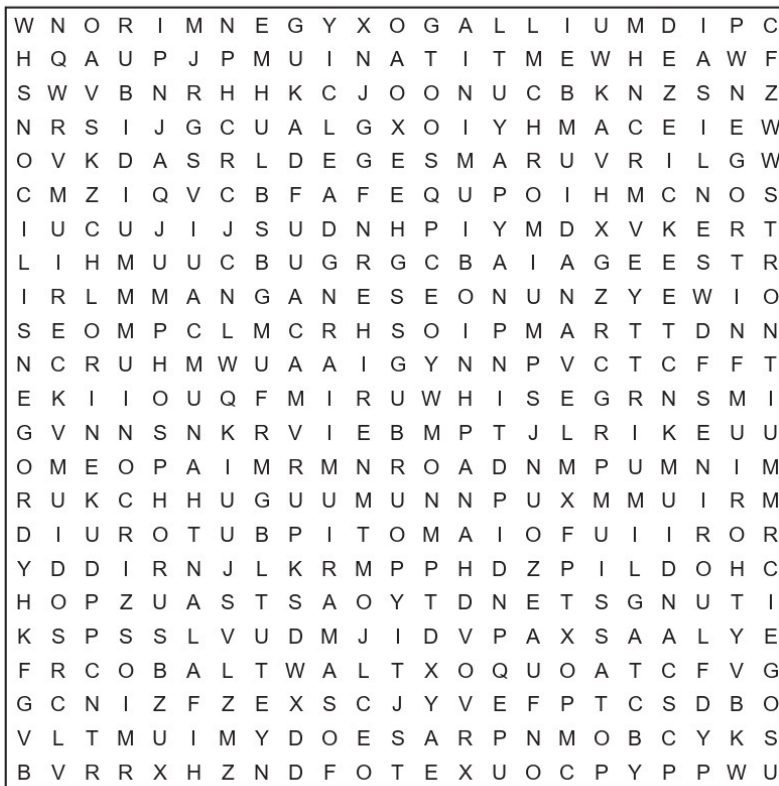 W N O R I M N E G Y X O G A L L I U M D I P C
H Q A U P J P M U I N A T I T M E W H E A W F
S W V B N R H H K C J O O N U C B K N Z S N Z
N R S I J G C U A L G X O I Y H M A C E I E W
O V K D A S R L D E G E S M A R U V R I L G W
C M Z I Q V C B F A F E Q U P O I H M C N O S
I U C U J I J S U D N H P I Y M D X V K E R T
L I H M U U C B U G R G C B A I A G E E S T R
I R L M M A N G A N E S E O N U N Z Y E W I O
S E O M P C L M C R H S O I P M A R T T D N N
N C R U H M W U A A I G Y N N P V C T C F F T
E K I I O U Q F M I R U W H I S E G R N S M I
G V N N S N K R V I E B M P T J L R I K E U U
O M E O P A I M R M N R O A D N M P U M N I M
R U K C H H U G U U M U N N P U X M M U I R M
D I U R O T U B P I T O M A I O F U I I R O R
Y D D I R N J L K R M P P H D Z P I L D O H C
H O P Z U A S T S A O Y T D N E T S G N U T I
K S P S S L V U D M J I D V P A X S A A L Y E
F R C O B A L T W A L T X O Q U O A T C F V G
G C N I Z F Z E X S C J Y V E F P T C S D B O
V L T M U I M Y D O E S A R P N M O B C Y K S
B V R R X H Z N D F O T E X U O C P Y P P W U